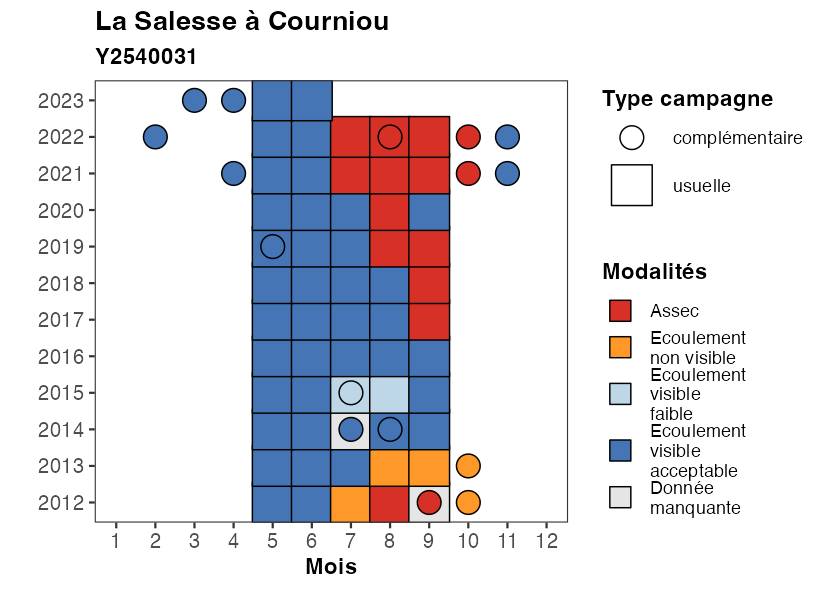 La Salesse à Courniou
Y2540031
2023
2022
2021
2020
2019
2018
2017
2016
2015
2014
2013
2012
1 2 3 4 5 6 7 8 9 10 11 12
Mois
Type campagne
complémentaire
usuelle
Modalités
Assec
Ecoulement
non visible
Ecoulement
visible
faible
Ecoulement
visible
acceptable
Donnée
manquante